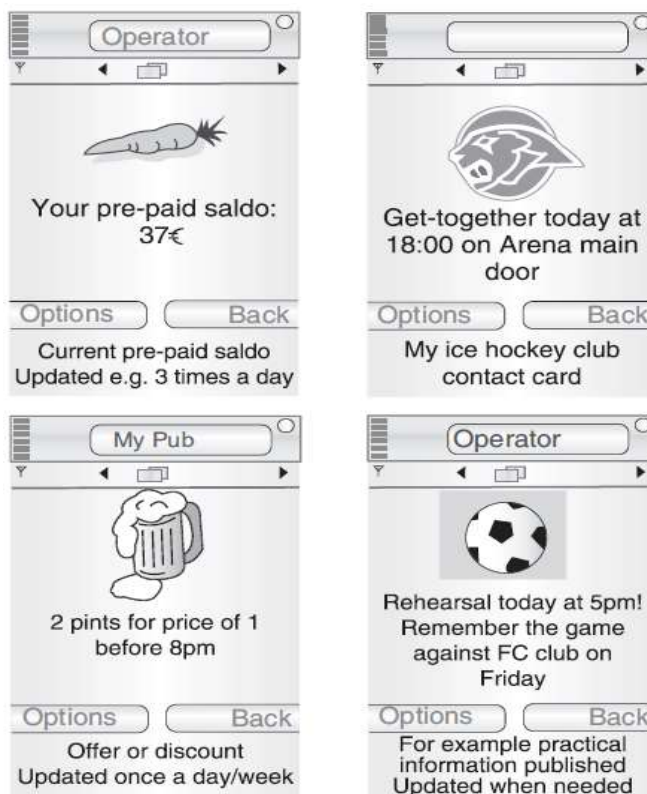 Operator
Your pre-paid saldo:
37€
Options Back
Current pre-paid saldo
Updated e.g. 3 times a day
Get-together today at
18:00 on Arena main
door
Options Back
My ice hockey club
contact card
My Pub
2 pints for price of 1
before 8pm
Options Back
Offer or discount
Updated once a day/week
Operator
Rehearsal today at 5pm!
Remember the game
against FC club on
Friday
Options Back
For example practical
information published
Updated when needed